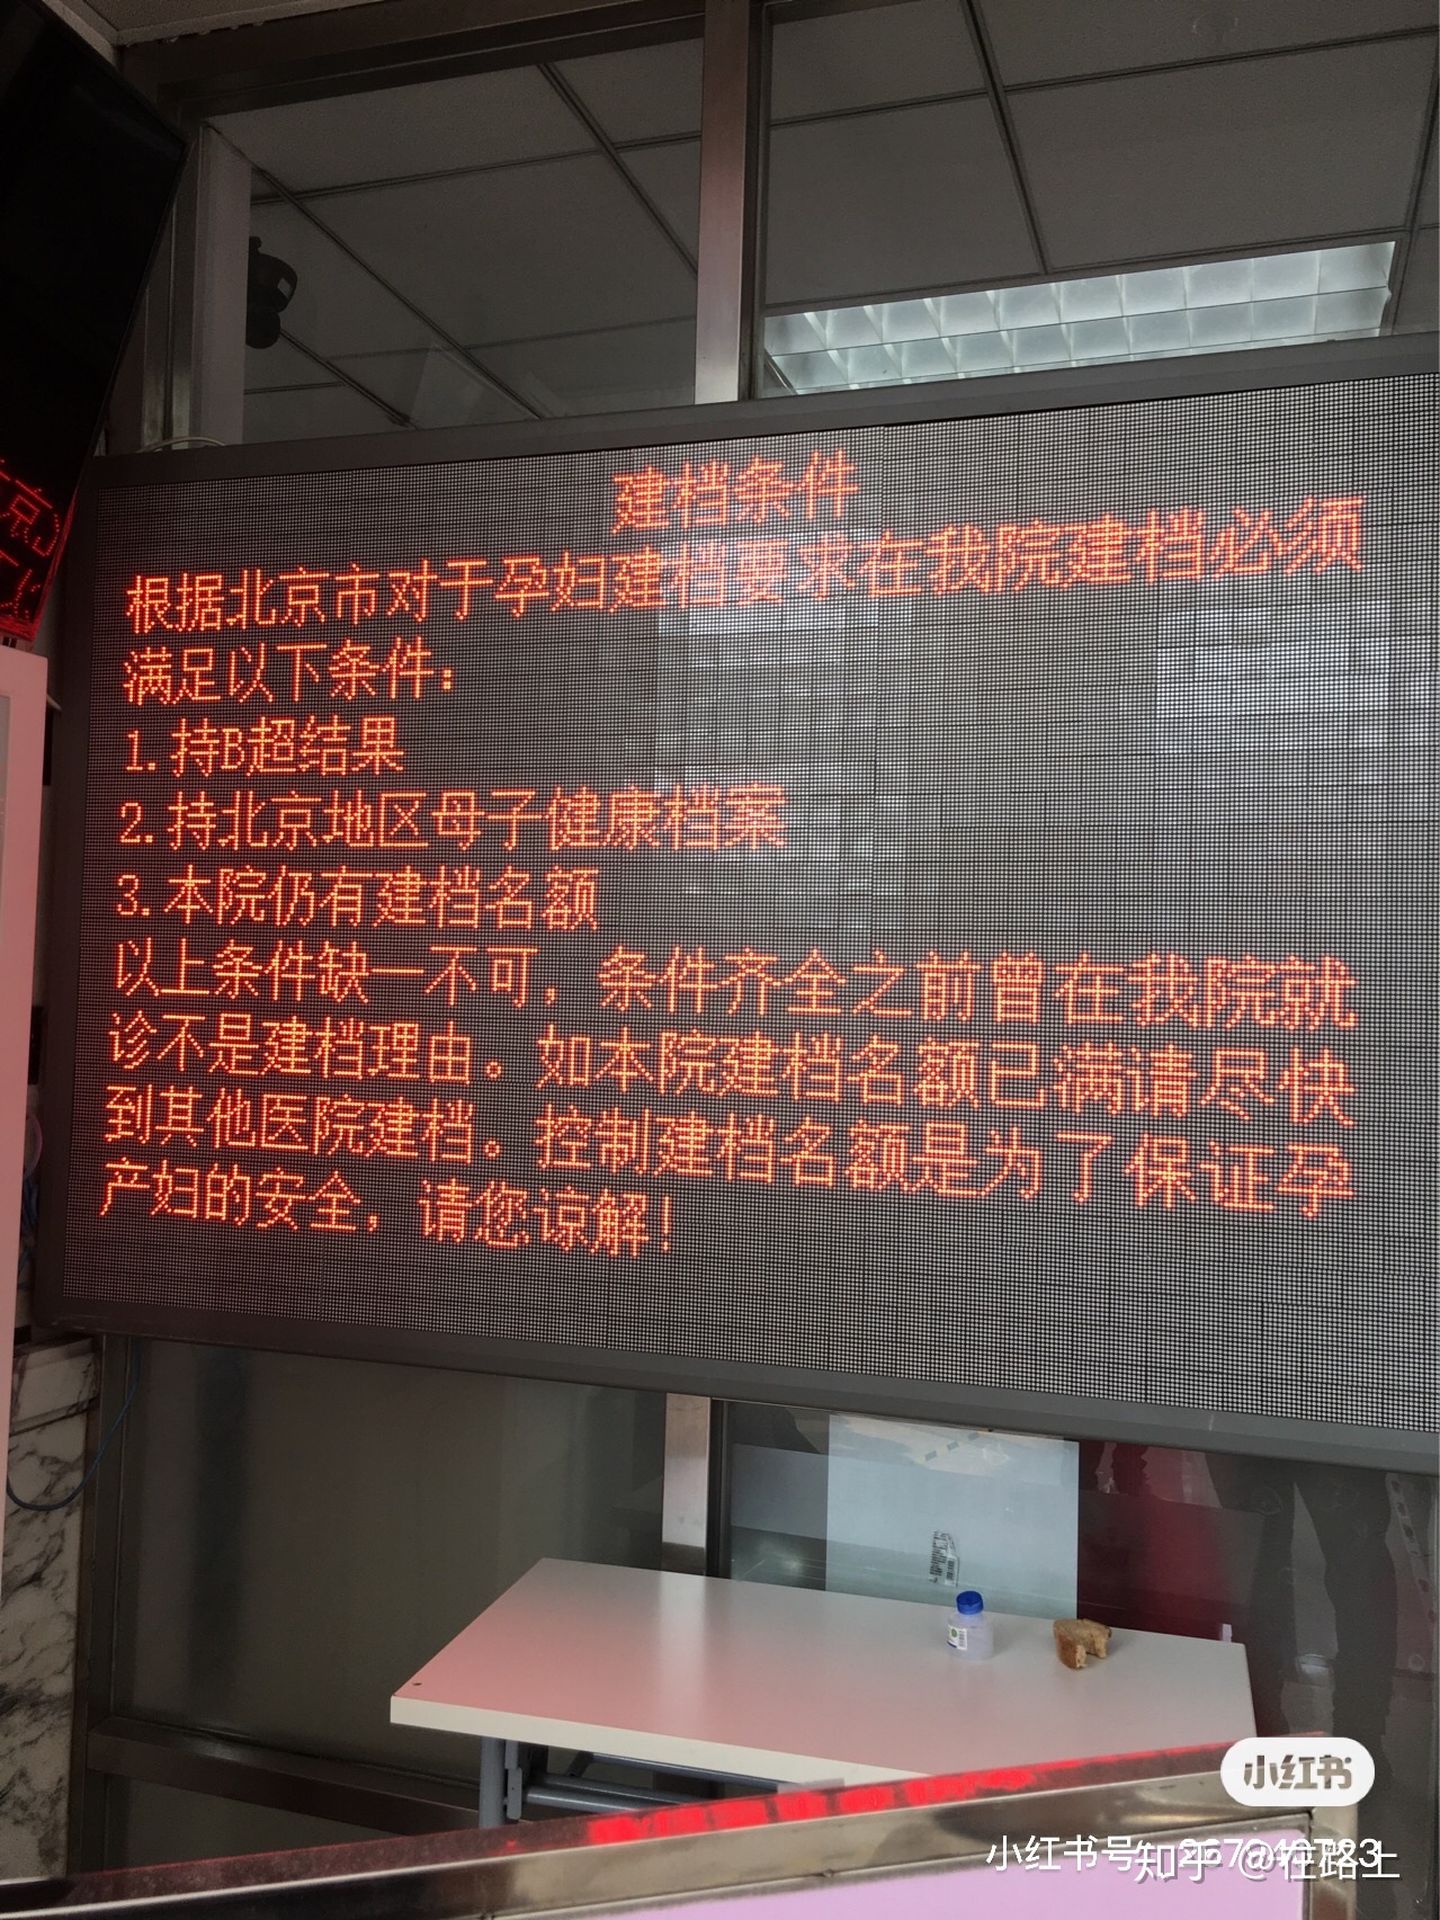 建档条件
根据北京市对于孕妇建档要求在我院建档必须
满足以下条件：
1.持B超结果
2.持北京地区母子健康档案
3.本院仍有建档名额
以上条件缺一不可，条件齐全之前曾在我院就
诊不是建档理由。如本院建档名额已满请尽快
到其他医院建档。控制建档名额是为了保证孕
产妇的安全，请您谅解！
京
小红书
小红书号：
知乎 @在路上